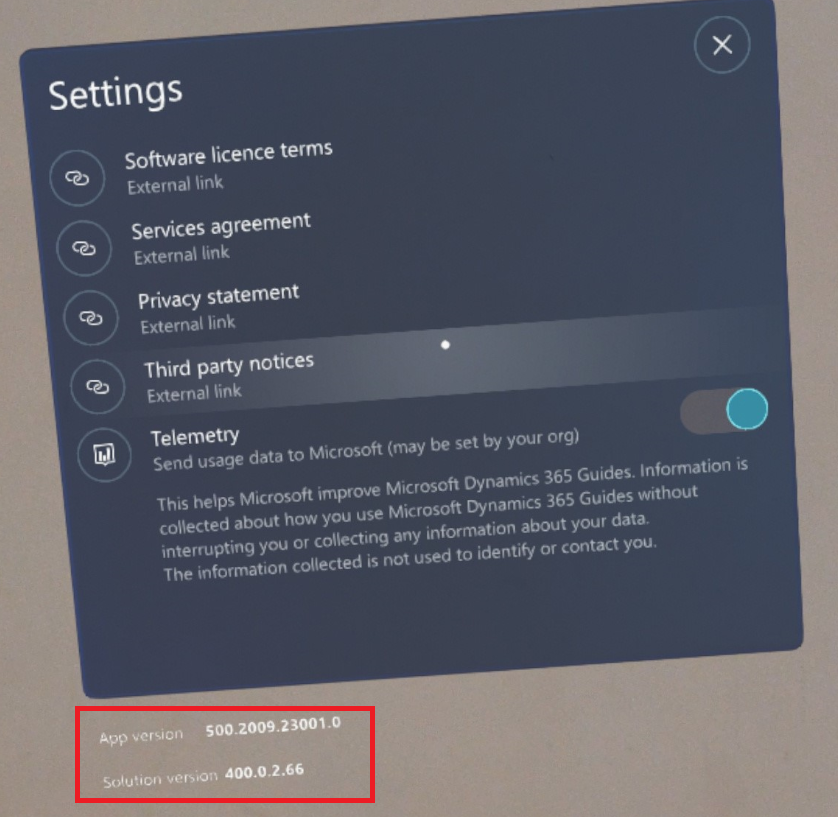 Settings
Software licence terms
External link
Services agreement
External link
Privacy statement
External link
Third party notices
External link
Telemetry
Send usage data to Microsoft (may be set by your org)
This helps Microsoft improve Microsoft Dynamics 365 Guides. Information is
collected about how you use Microsoft Dynamics 365 Guides without
interrupting you or collecting any information about your data.
The information collected is not used to identify or contact you.
App version 500.2009.23001.0
Solution version 400.0.2.66